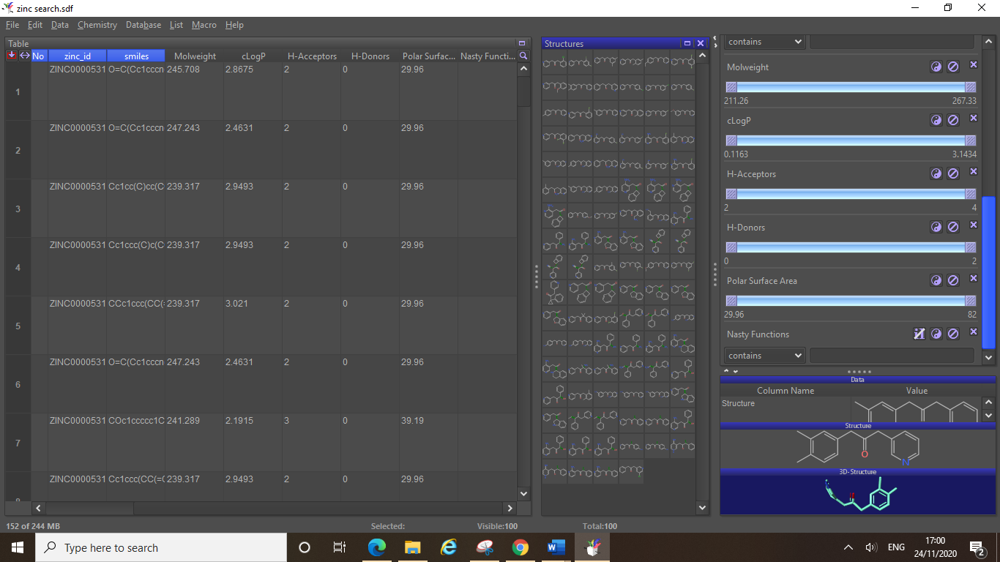 zinc search.sdf
File Edit Data Chemistry Database List Macro Help
Table
No zinc_id smiles Molweight cLogP H-Acceptors H-Donors Polar Surfac... Nasty Functi...
1 ZINC0000531 O=C(Cc1cccn 245.708 2.8675 2 0 29.96
2 ZINC0000531 O=C(Cc1cccn 247.243 2.4631 2 0 29.96
3 ZINC0000531 Cc1cc(C)cc(C 239.317 2.9493 2 0 29.96
4 ZINC0000531 Cc1ccc(C)c(C 239.317 2.9493 2 0 29.96
5 ZINC0000531 CCc1ccc(CC(= 239.317 3.021 2 0 29.96
6 ZINC0000531 O=C(Cc1cccn 247.243 2.4631 2 0 29.96
7 ZINC0000531 COc1ccccc1C 241.289 2.1915 3 0 39.19
8 ZINC0000531 Cc1ccc(CC(=C 239.317 2.9493 2 0 29.96
Structures
contains
Molweight
211.26 267.33
cLogP
0.1163 3.1434
H-Acceptors
2 4
H-Donors
0 2
Polar Surface Area
29.96 82
Nasty Functions
contains
Data
Column Name Value
Structure
Structure
O
N
3D-Structure
152 of 244 MB Selected: Visible:100 Total:100
Type here to search
ENG
17:00
24/11/2020
2